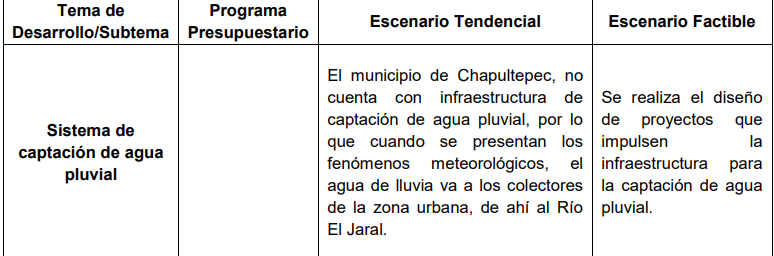 Tema de
Desarrollo/Subtema
Programa
Presupuestario
Escenario Tendencial
Escenario Factible
Sistema de
captación de agua
pluvial
El municipio de Chapultepec, no
cuenta con infraestructura de
captación de agua pluvial, por lo
que cuando se presentan los
fenómenos meteorológicos, el
agua de lluvia va a los colectores
de la zona urbana, de ahí al Río
El Jaral.
Se realiza el diseño
de proyectos que
impulsen la
infraestructura para
la captación de agua
pluvial.